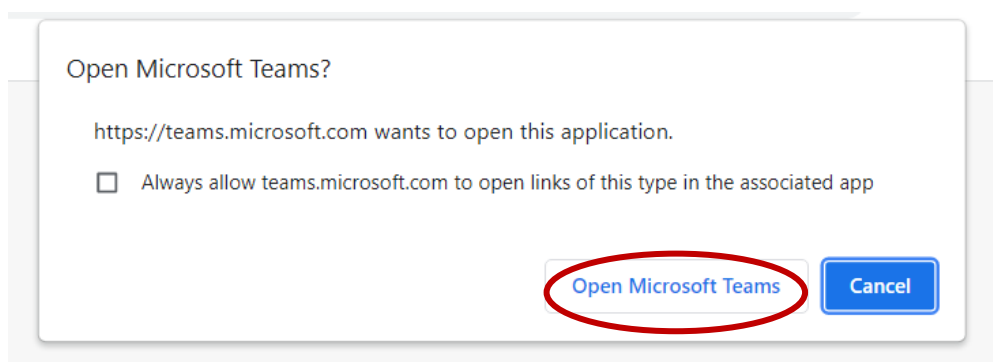 Open Microsoft Teams?
https://teams.microsoft.com wants to open this application.
Always allow teams.microsoft.com to open links of this type in the associated app
Open Microsoft Teams
Cancel